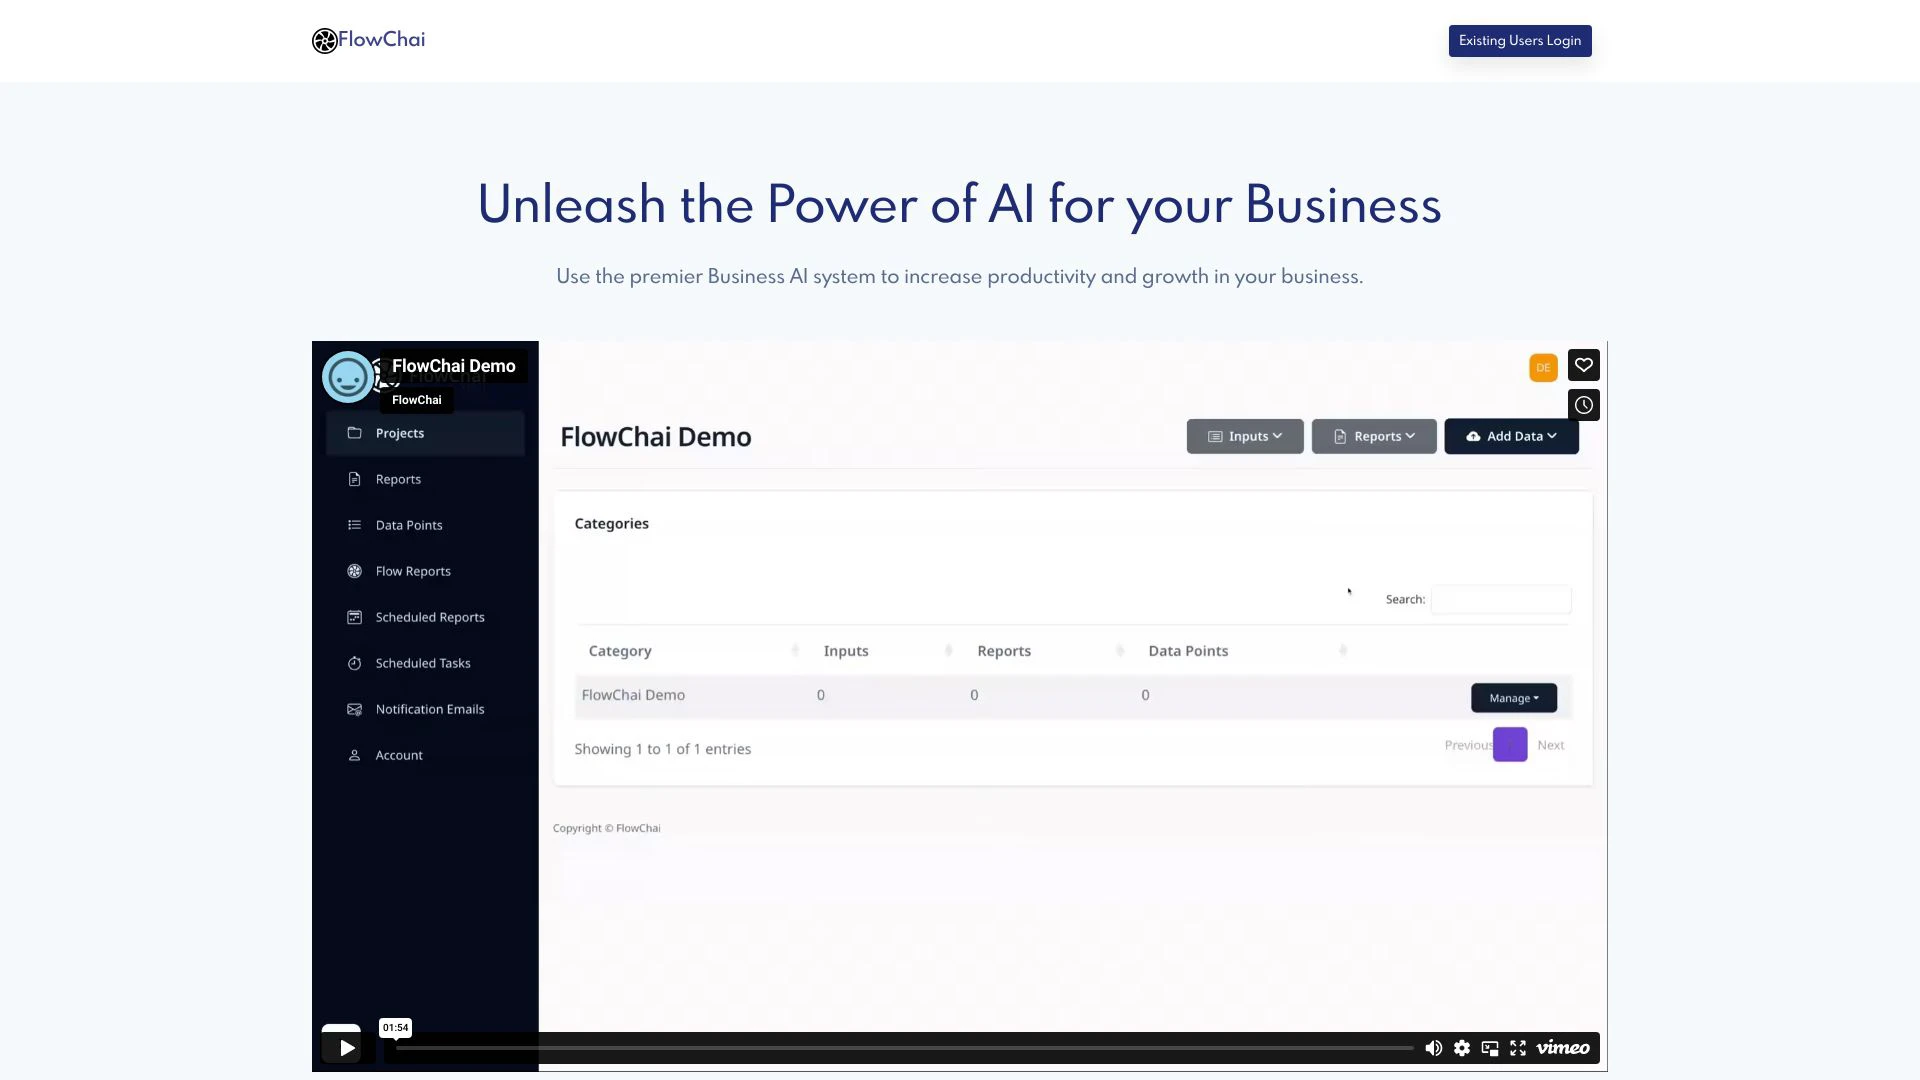 FlowChai
Existing Users Login
Unleash the Power of AI for your Business
Use the premier Business AI system to increase productivity and growth in your business.
FlowChai Demo
FlowChai
FlowChai
DE
Projects
Reports
Data Points
Flow Reports
Scheduled Reports
Scheduled Tasks
Notification Emails
Account
FlowChai Demo
Inputs
Reports
Add Data
Categories
Search:
Category Inputs Reports Data Points
FlowChai Demo 0 0 0 Manage
Showing 1 to 1 of 1 entries
Previous Next
Copyright © FlowChai
01:54
vimeo